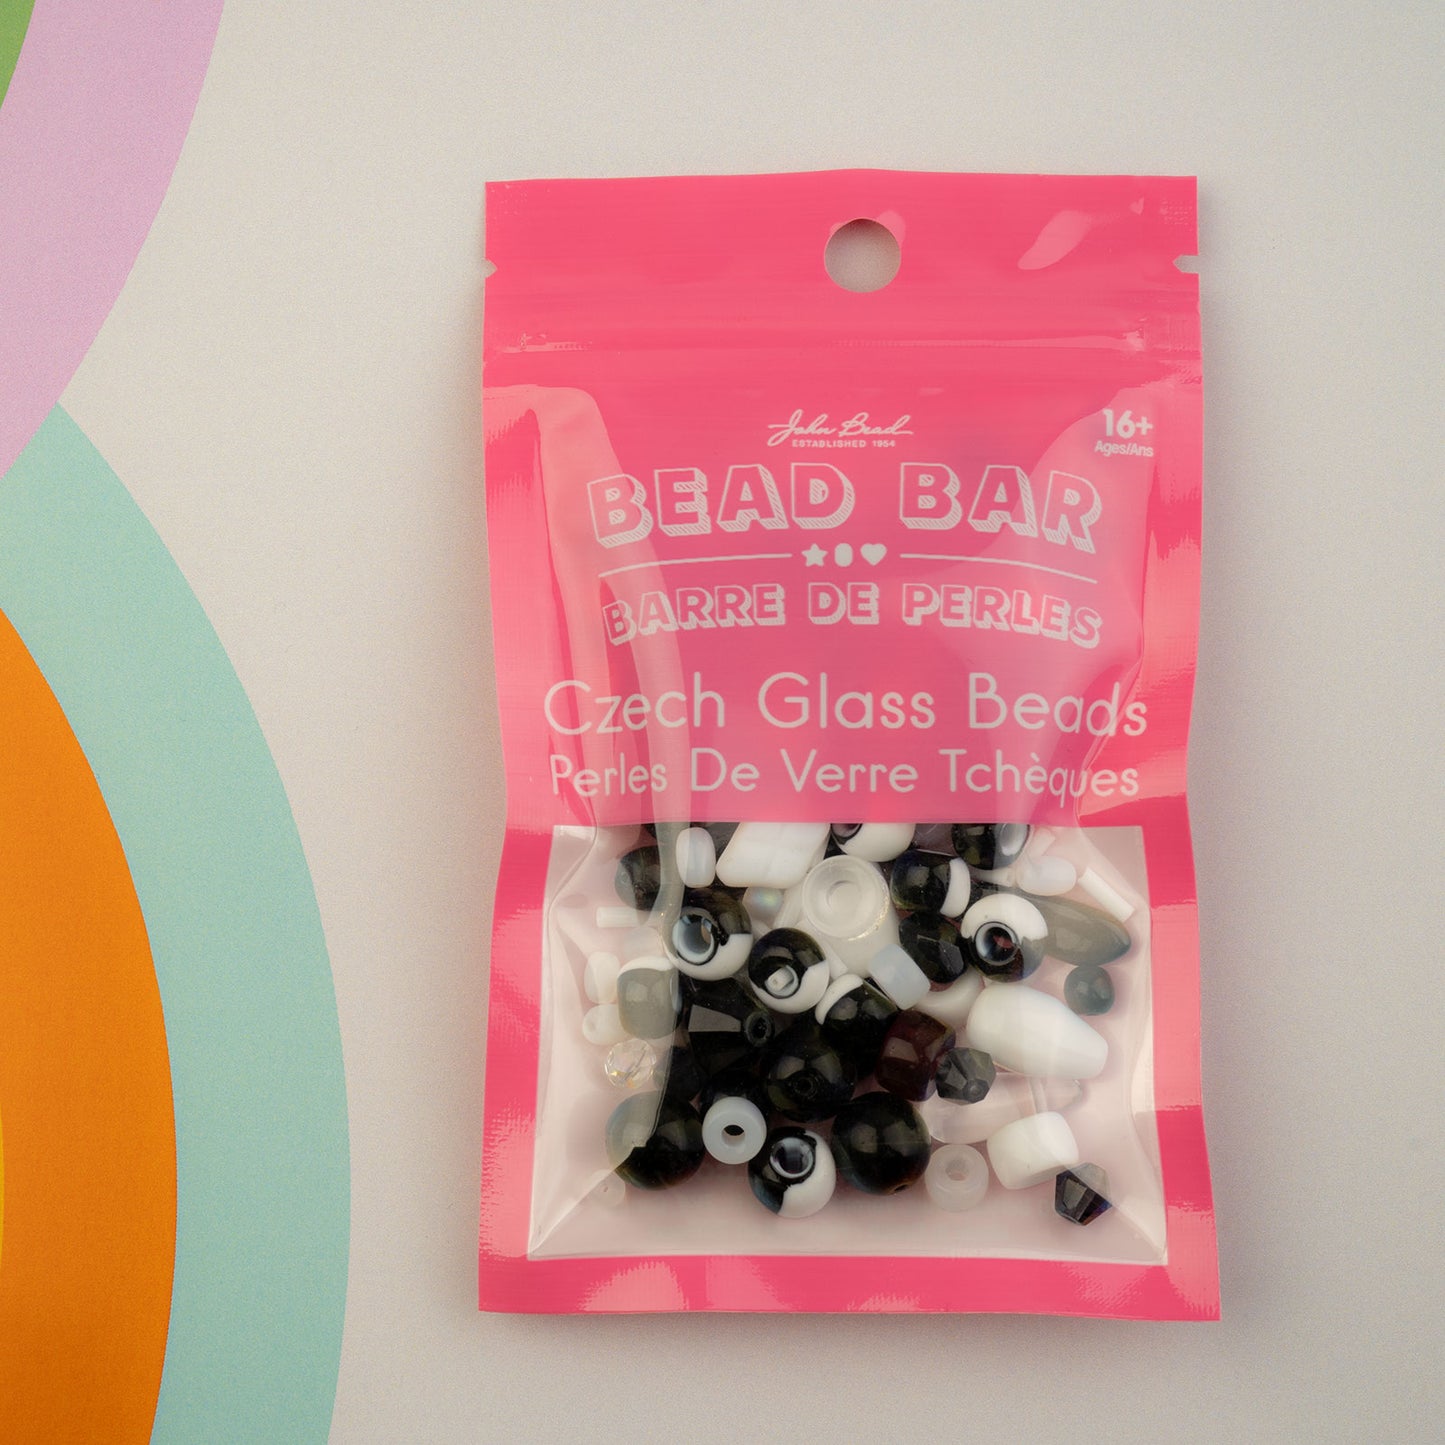 John Bead
ESTABLISHED 1954
16+
Ages/Ans
BEAD BAR
BARRE DE PERLES
Czech Glass Beads
Perles De Verre Tchèques